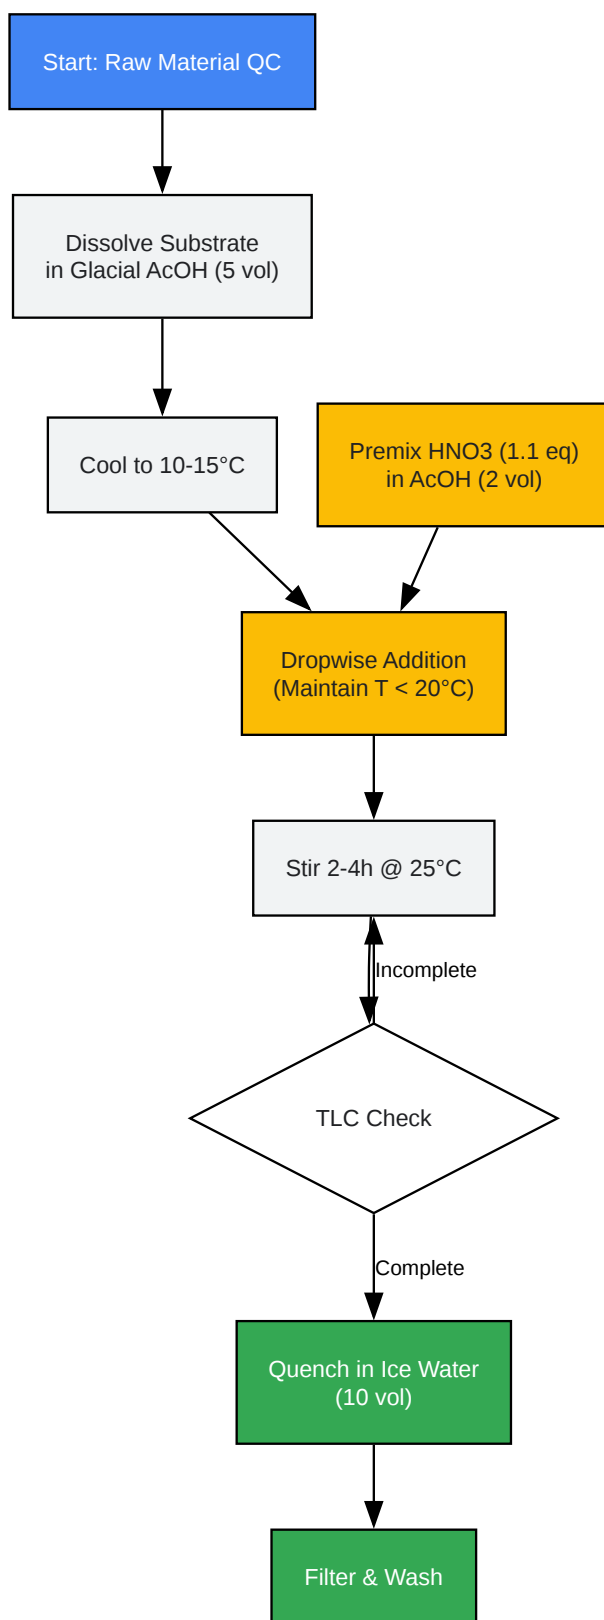 Start: Raw Material QC
Dissolve Substrate
in Glacial AcOH (5 vol)
Cool to 10-15°C
Premix HNO3 (1.1 eq)
in AcOH (2 vol)
Dropwise Addition
(Maintain T < 20°C)
Stir 2-4h @ 25°C
Incomplete
TLC Check
Complete
Quench in Ice Water
(10 vol)
Filter & Wash